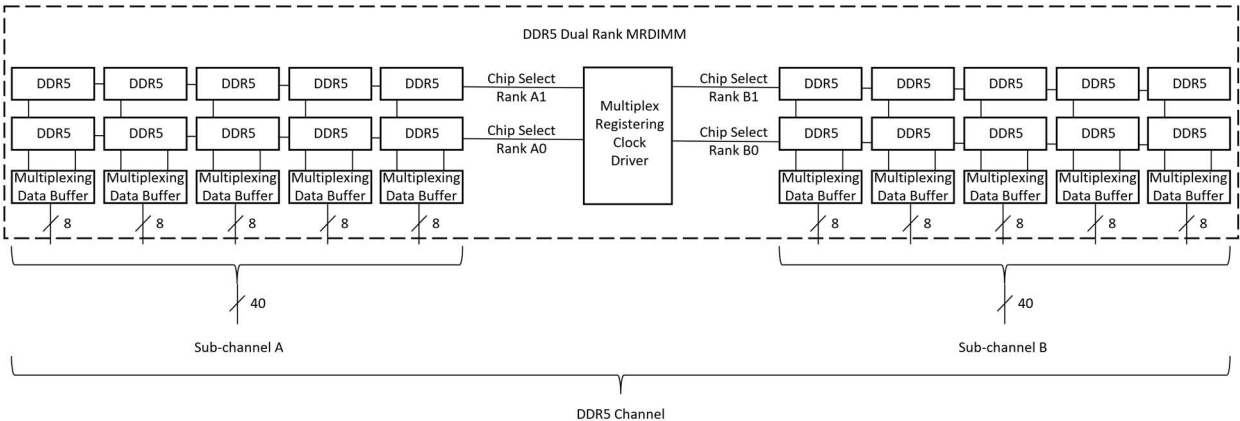 DDR5 Dual Rank MRDIMM
DDR5 DDR5 DDR5 DDR5 DDR5
Chip Select
Rank A1
Chip Select
Rank B1
DDR5 DDR5 DDR5 DDR5 DDR5
Multiplex
Registering
Clock
Driver
DDR5 DDR5 DDR5 DDR5 DDR5
Chip Select
Rank A0
Chip Select
Rank B0
DDR5 DDR5 DDR5 DDR5 DDR5
Multiplexing Multiplexing Multiplexing Multiplexing Multiplexing
Data Buffer Data Buffer Data Buffer Data Buffer Data Buffer
Multiplexing Multiplexing Multiplexing Multiplexing Multiplexing
Data Buffer Data Buffer Data Buffer Data Buffer Data Buffer
8 8 8 8 8
8 8 8 8 8
40
40
Sub-channel A
Sub-channel B
DDR5 Channel